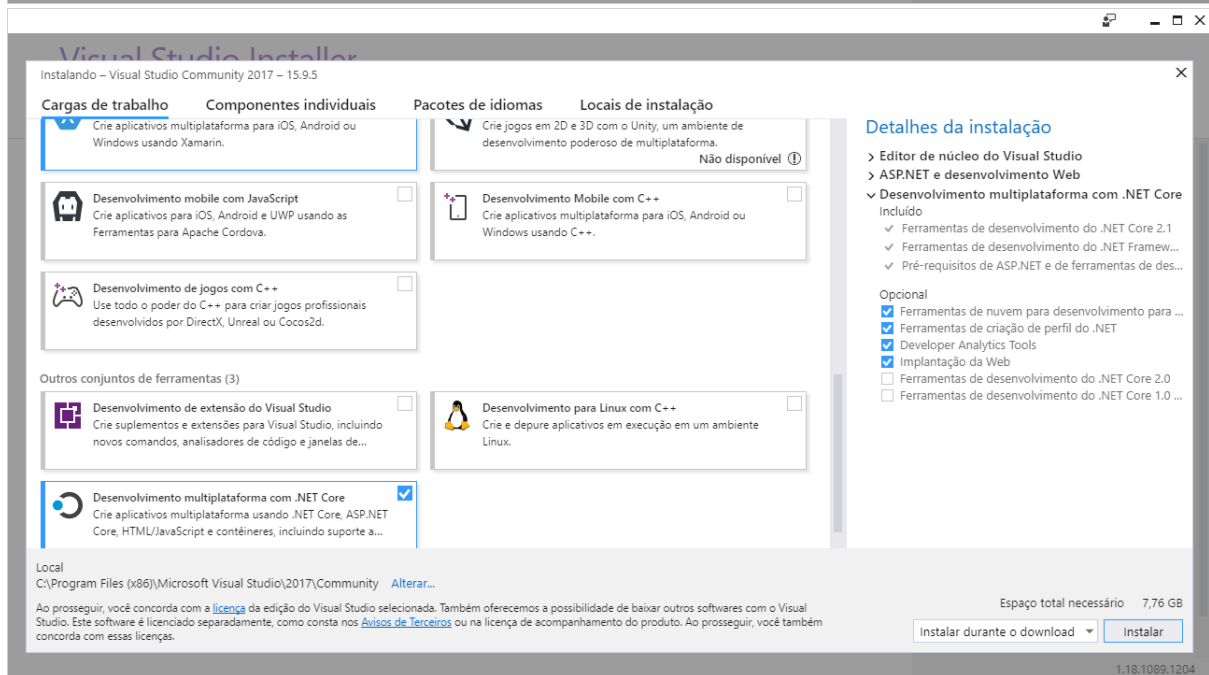 Visual Studio Installer
Instalando – Visual Studio Community 2017 – 15.9.5
Cargas de trabalho
Componentes individuais
Pacotes de idiomas
Locais de instalação
Crie aplicativos multiplataforma para iOS, Android ou
Windows usando Xamarin.
Crie jogos em 2D e 3D com o Unity, um ambiente de
desenvolvimento poderoso de multiplataforma.
Não disponível
Desenvolvimento mobile com JavaScript
Crie aplicativos para iOS, Android e UWP usando as
Ferramentas para Apache Cordova.
Desenvolvimento Mobile com C++
Crie aplicativos multiplataforma para iOS, Android ou
Windows usando C++.
Desenvolvimento de jogos com C++
Use todo o poder do C++ para criar jogos profissionais
desenvolvidos por DirectX, Unreal ou Cocos2d.
Outros conjuntos de ferramentas (3)
Desenvolvimento de extensão do Visual Studio
Crie suplementos e extensões para Visual Studio, incluindo
novos comandos, analisadores de código e janelas de...
Desenvolvimento para Linux com C++
Crie e depure aplicativos em execução em um ambiente
Linux.
Desenvolvimento multiplataforma com .NET Core
Crie aplicativos multiplataforma usando .NET Core, ASP.NET
Core, HTML/JavaScript e contêineres, incluindo suporte a...
Detalhes da instalação
Editor de núcleo do Visual Studio
ASP.NET e desenvolvimento Web
Desenvolvimento multiplataforma com .NET Core
Incluído
Ferramentas de desenvolvimento do .NET Core 2.1
Ferramentas de desenvolvimento do .NET Framew...
Pré-requisitos de ASP.NET e de ferramentas de des...
Opcional
Ferramentas de nuvem para desenvolvimento para ...
Ferramentas de criação de perfil do .NET
Developer Analytics Tools
Implantação da Web
Ferramentas de desenvolvimento do .NET Core 2.0
Ferramentas de desenvolvimento do .NET Core 1.0 ...
Local
C:\Program Files (x86)\Microsoft Visual Studio\2017\Community Alterar...
Ao prosseguir, você concorda com a licença da edição do Visual Studio selecionada. Também oferecemos a possibilidade de baixar outros softwares com o Visual
Studio. Este software é licenciado separadamente, como consta nos Avisos de Terceiros ou na licença de acompanhamento do produto. Ao prosseguir, você também
concorda com essas licenças.
Espaço total necessário 7,76 GB
Instalar durante o download
Instalar
1.18.1089.1204